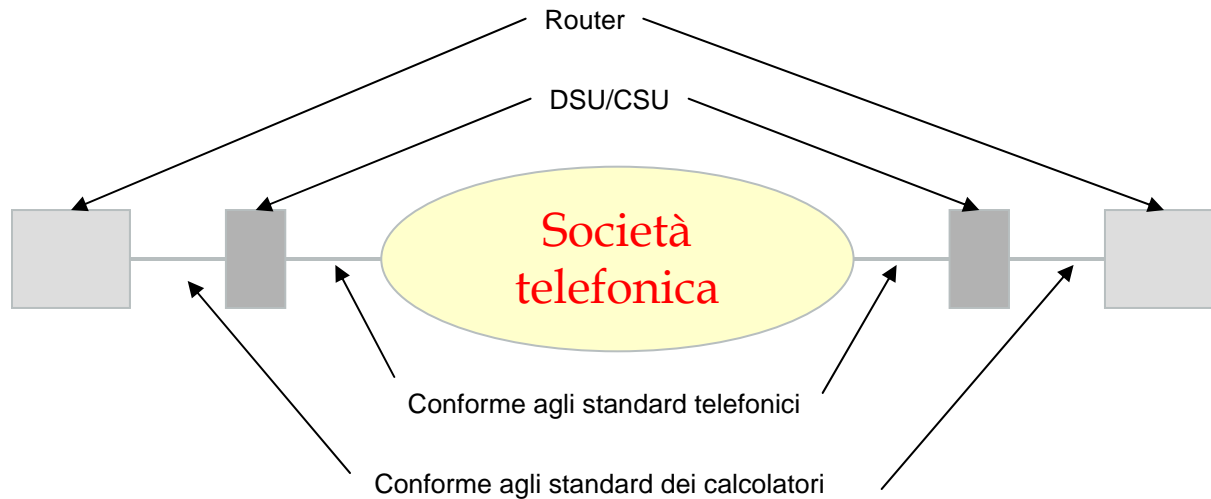 Router
DSU/CSU
Società
telefonica
Conforme agli standard telefonici
Conforme agli standard dei calcolatori